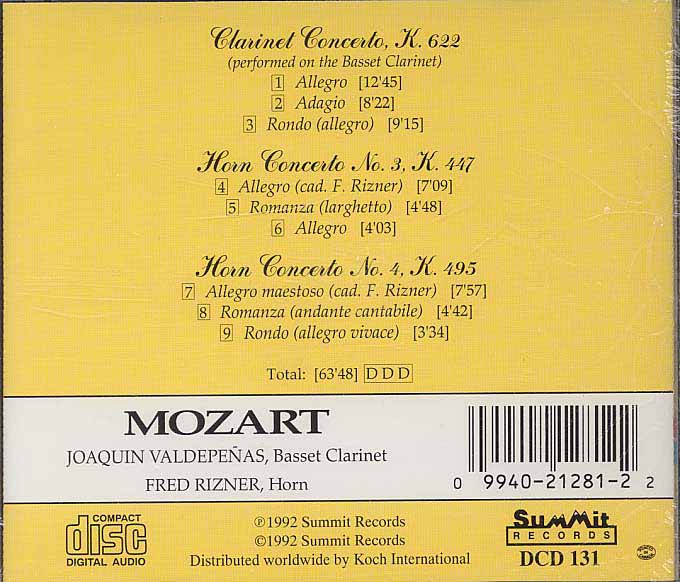 Clarinet Concerto, K. 622
(performed on the Basset Clarinet)
1 Allegro [12'45]
2 Adagio [8'22]
3 Rondo (allegro) [9'15]
Horn Concerto No. 3, K. 447
4 Allegro (cad. F. Rizner) [7'09]
5 Romanza (larghetto) [4'48]
6 Allegro [4'03]
Horn Concerto No. 4, K. 495
7 Allegro maestoso (cad. F. Rizner) [7'57]
8 Romanza (andante cantabile) [4'42]
9 Rondo (allegro vivace) [3'34]
Total: [63'48] DDD
MOZART
JOAQUIN VALDEPEÑAS, Basset Clarinet
FRED RIZNER, Horn
0 9940-21281-2 2
COMPACT
disc
DIGITAL AUDIO
℗1992 Summit Records
©1992 Summit Records
Distributed worldwide by Koch International
SuMMit
RECORDS
DCD 131